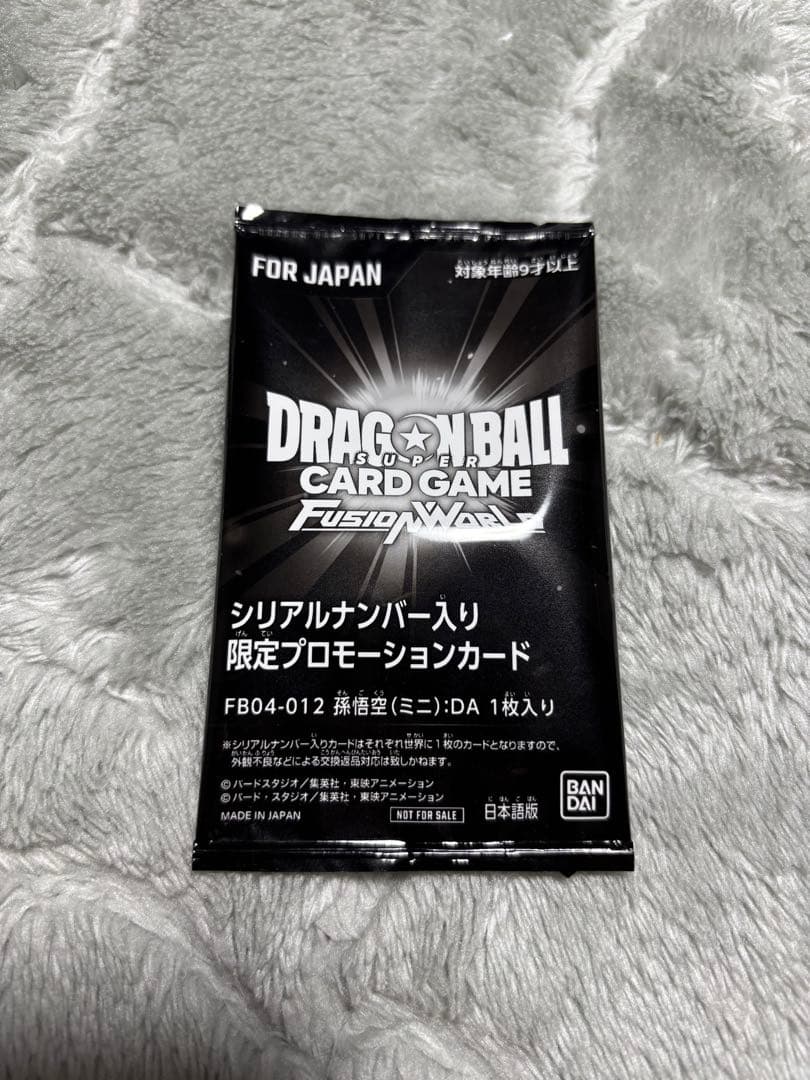 FOR JAPAN
対象年齢9才以上
DRAGON BALL
SUPER
CARD GAME
FUSION WORLD
シリアルナンバー入り
限定プロモーションカード
FB04-012 孫悟空(ミニ):DA 1枚入り
※シリアルナンバー入りカードはそれぞれ世界に1枚のカードとなりますので、
外観不良などによる交換返品対応は致しかねます。
©バードスタジオ/集英社・東映アニメーション
©バード・スタジオ/集英社・東映アニメーション
MADE IN JAPAN
NOT FOR SALE
日本語版
BAN
DAI